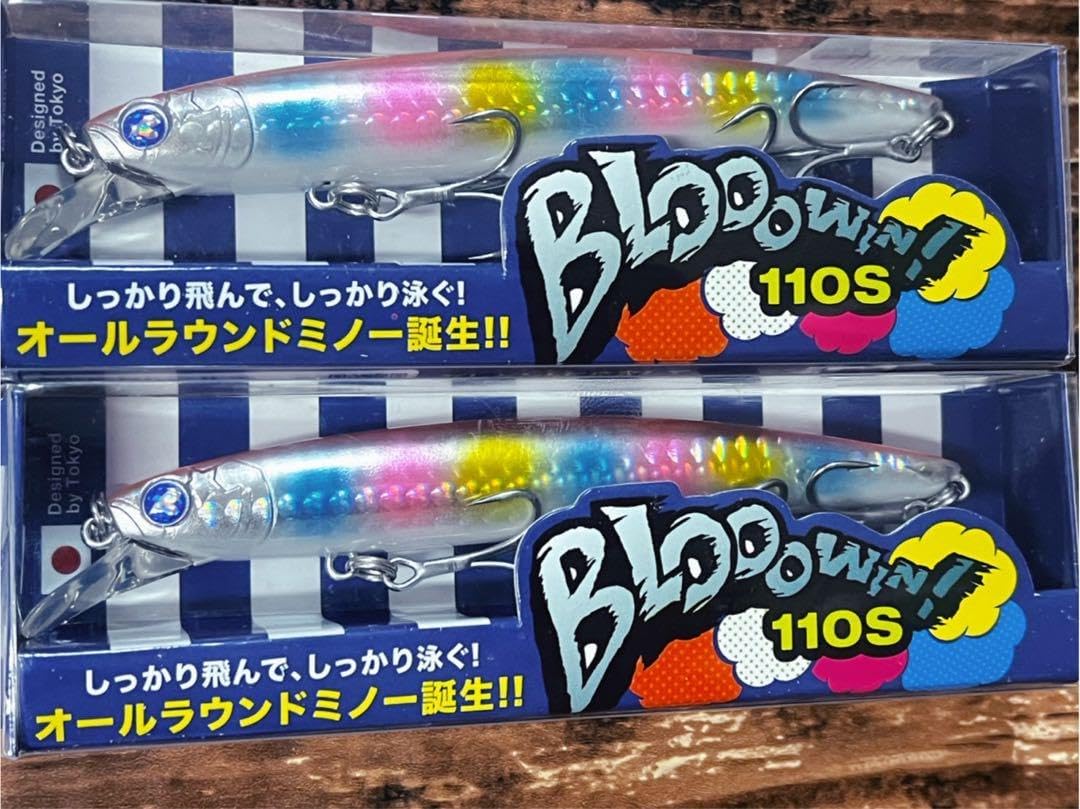 Designed
by Tokyo
BLOOOWIN!
110S
しっかり飛んで、しっかり泳ぐ!
オールラウンドミノー誕生!!
Designed
by Tokyo
BLOOOWIN!
110S
しっかり飛んで、しっかり泳ぐ!
オールラウンドミノー誕生!!